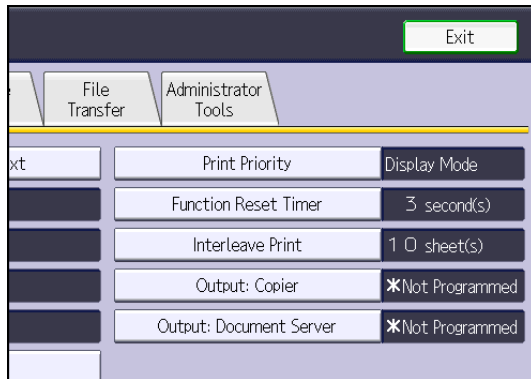 Exit
File
Transfer
Administrator
Tools
Print Priority
Display Mode
Function Reset Timer
3 second(s)
Interleave Print
10 sheet(s)
Output: Copier
✱Not Programmed
Output: Document Server
✱Not Programmed